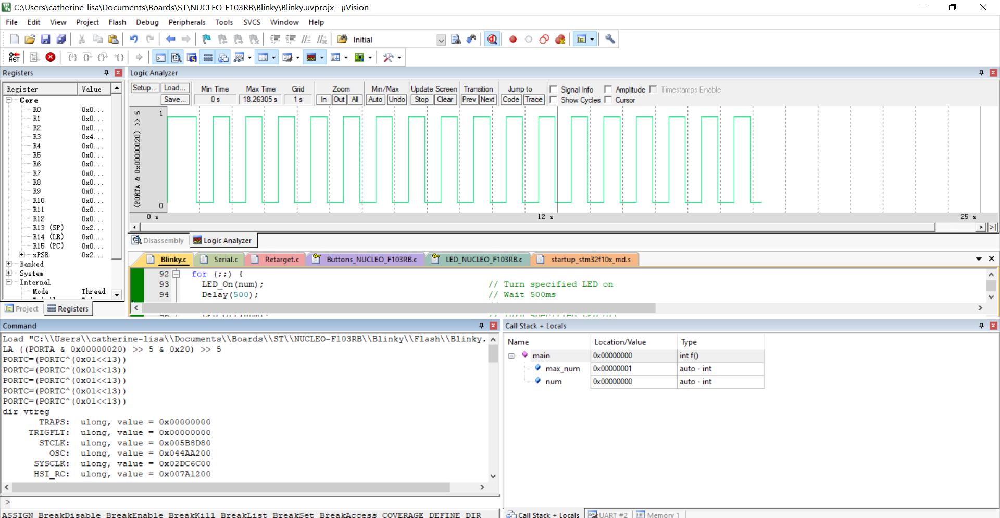 C:\Users\catherine-lisa\Documents\Boards\ST\NUCLEO-F103RB\Blinky\Blinky.uvprojx - µVision
File Edit View Project Flash Debug Peripherals Tools SVCS Window Help
Initial
RST
Registers
Register Value
Core
R0 0x0...
R1 0x0...
R2 0x0...
R3 0x4...
R4 0x0...
R5 0x0...
R6 0x0...
R7 0x0...
R8 0x0...
R9 0x0...
R10 0x0...
R11 0x0...
R12 0x0...
R13 (SP) 0x2...
R14 (LR) 0x0...
R15 (PC) 0x0...
xPSR 0x2...
Banked
System
Internal
Mode Thread
Project Registers
Logic Analyzer
Setup... Load... Min Time Max Time Grid Zoom Min/Max Update Screen Transition Jump to Signal Info Amplitude Timestamps Enable
Save... 0 s 18.26305 s 1 s In Out All Auto Undo Stop Clear Prev Next Code Trace Show Cycles Cursor
(PORTA & 0x00000020) >> 5
1
0
0 s 12 s 25 s
Disassembly Logic Analyzer
Blinky.c Serial.c Retarget.c Buttons_NUCLEO_F103RB.c LED_NUCLEO_F103RB.c startup_stm32f10x_md.s
92 for (;;) {
93 LED_On(num); // Turn specified LED on
94 Delay(500); // Wait 500ms
Command
Load "C:\\Users\\catherine-lisa\\Documents\\Boards\\ST\\NUCLEO-F103RB\\Blinky\\Flash\\Blinky.
LA ((PORTA & 0x00000020) >> 5 & 0x20) >> 5
PORTC=(PORTC^(0x01<<13))
PORTC=(PORTC^(0x01<<13))
PORTC=(PORTC^(0x01<<13))
PORTC=(PORTC^(0x01<<13))
PORTC=(PORTC^(0x01<<13))
dir vtreg
TRAPS: ulong, value = 0x00000000
TRIGFLT: ulong, value = 0x00000000
STCLK: ulong, value = 0x005B8D80
OSC: ulong, value = 0x044AA200
SYSCLK: ulong, value = 0x02DC6C00
HSI_RC: ulong, value = 0x007A1200
>
ASSIGN BreakDisable BreakEnable BreakKill BreakList BreakSet BreakAccess COVERAGE DEFINE DIR
Call Stack + Locals
Name Location/Value Type
main 0x00000000 int f()
max_num 0x00000001 auto - int
num 0x00000000 auto - int
Call Stack + Locals UART #2 Memory 1